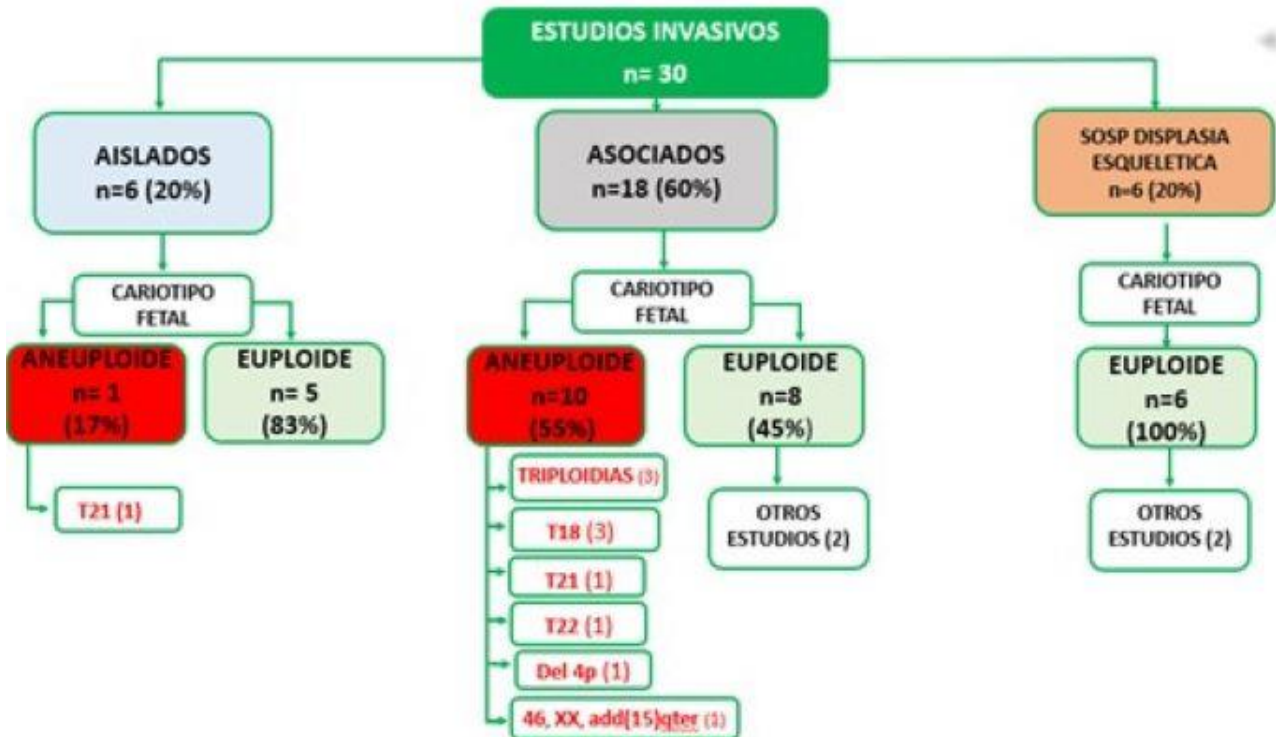 ESTUDIOS INVASIVOS
n= 30
AISLADOS
n=6 (20%)
CARIOTIPO
FETAL
ANEUPLOIDE
n= 1
(17%)
EUPLOIDE
n= 5
(83%)
T21 (1)
ASOCIADOS
n=18 (60%)
CARIOTIPO
FETAL
ANEUPLOIDE
n=10
(55%)
EUPLOIDE
n=8
(45%)
TRIPLOIDIAS (3)
T18 (3)
T21 (1)
T22 (1)
Del 4p (1)
46, XX, add(15)qter (1)
OTROS
ESTUDIOS (2)
SOSP DISPLASIA
ESQUELETICA
n=6 (20%)
CARIOTIPO
FETAL
EUPLOIDE
n=6
(100%)
OTROS
ESTUDIOS (2)